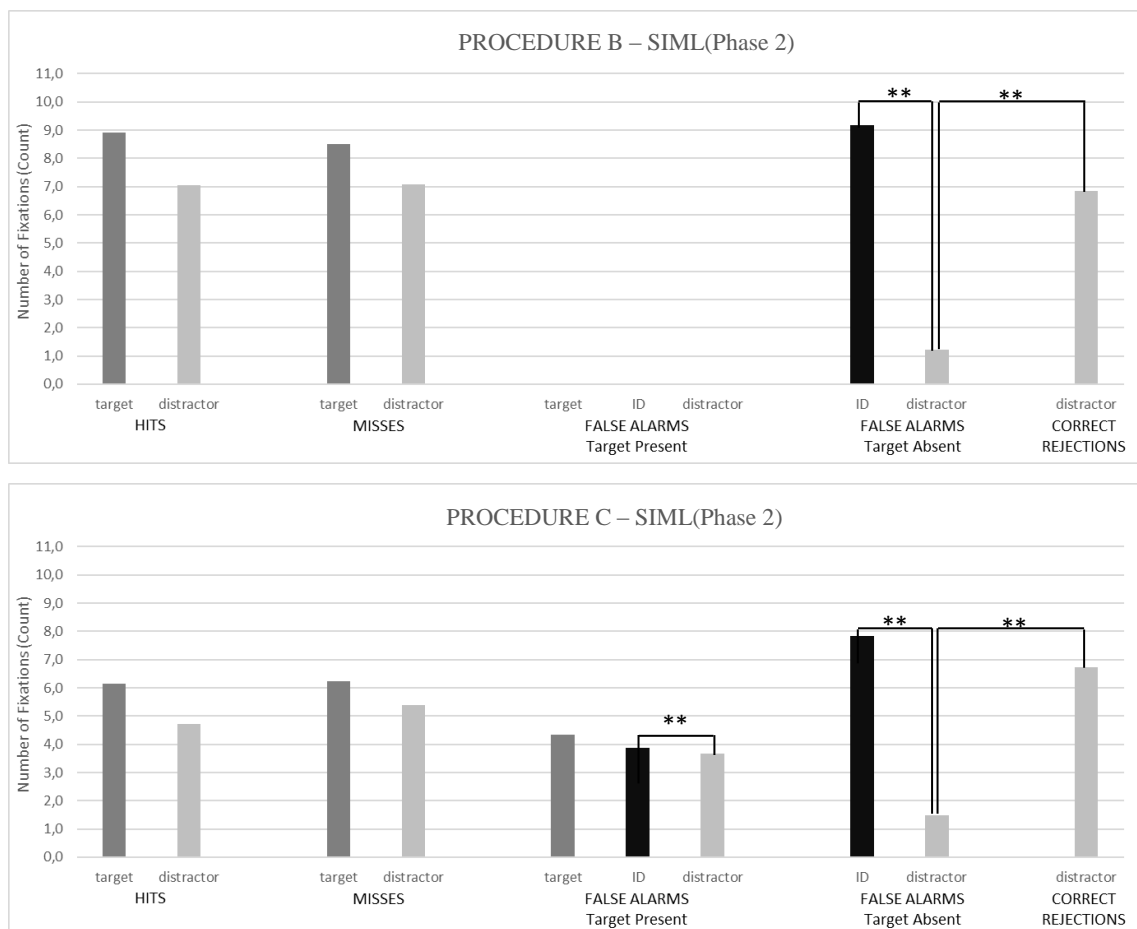 PROCEDURE B – SIML(Phase 2)
Number of Fixations (Count)
11,0
10,0
9,0
8,0
7,0
6,0
5,0
4,0
3,0
2,0
1,0
0,0
** **
target distractor target distractor target ID distractor ID distractor distractor
HITS MISSES FALSE ALARMS FALSE ALARMS CORRECT
Target Present Target Absent REJECTIONS
PROCEDURE C – SIML(Phase 2)
Number of Fixations (Count)
11,0
10,0
9,0
8,0
7,0
6,0
5,0
4,0
3,0
2,0
1,0
0,0
** ** **
target distractor target distractor target ID distractor ID distractor distractor
HITS MISSES FALSE ALARMS FALSE ALARMS CORRECT
Target Present Target Absent REJECTIONS